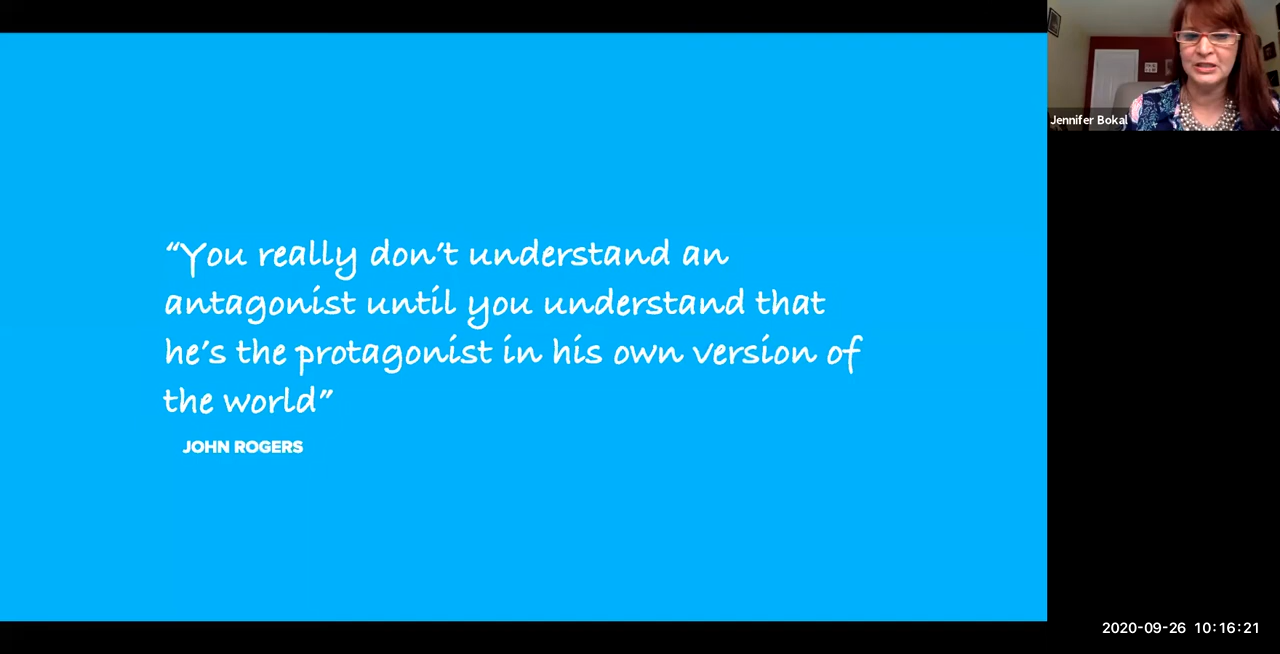 Jennifer Bokal
“You really don’t understand an
antagonist until you understand that
he’s the protagonist in his own version of
the world”
JOHN ROGERS
2020-09-26 10:16:21